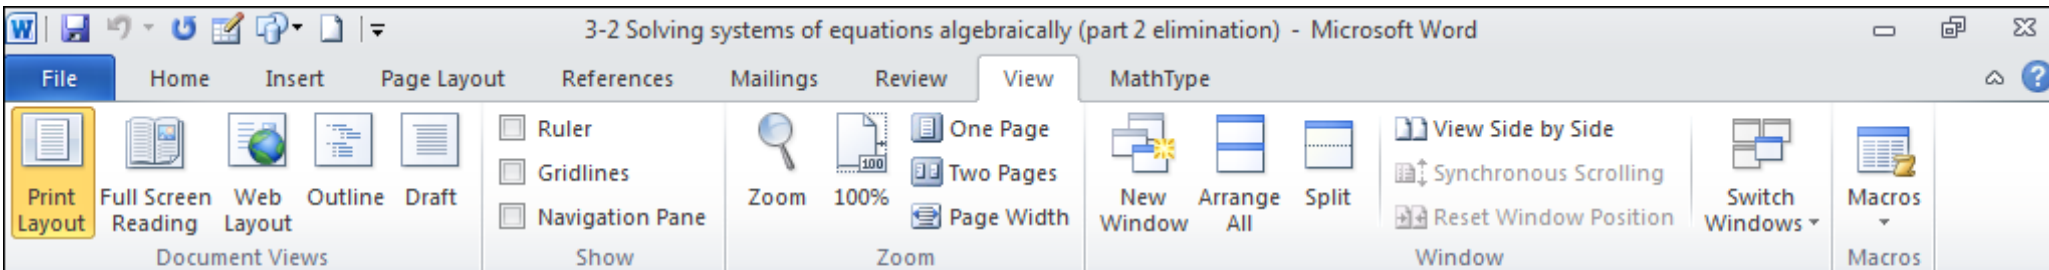 W
3-2 Solving systems of equations algebraically (part 2 elimination) - Microsoft Word
File Home Insert Page Layout References Mailings Review View MathType
?
Print Layout
Full Screen Reading
Web Layout
Outline
Draft
Document Views
Ruler
Gridlines
Navigation Pane
Show
Zoom
100
100%
One Page
Two Pages
Page Width
Zoom
New Window
Arrange All
Split
View Side by Side
Synchronous Scrolling
Reset Window Position
Switch Windows
Window
Macros
Macros